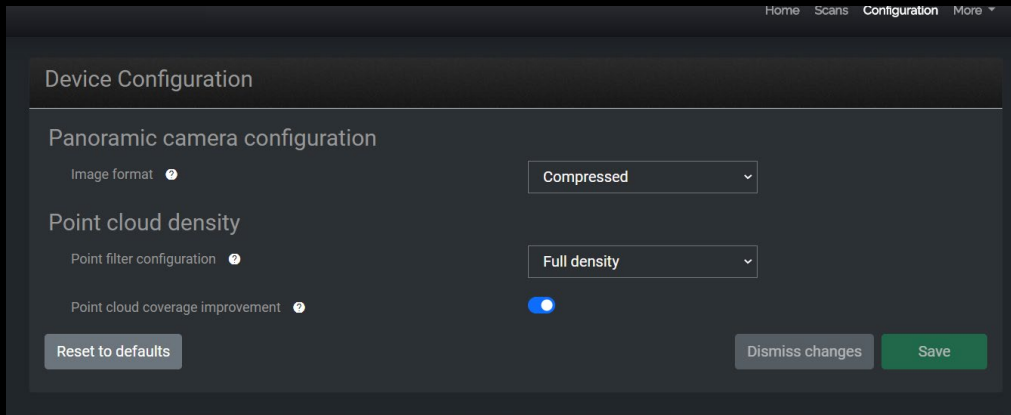 Home Scans Configuration More
Device Configuration
Panoramic camera configuration
Image format ? Compressed
Point cloud density
Point filter configuration ? Full density
Point cloud coverage improvement ?
Reset to defaults Dismiss changes Save